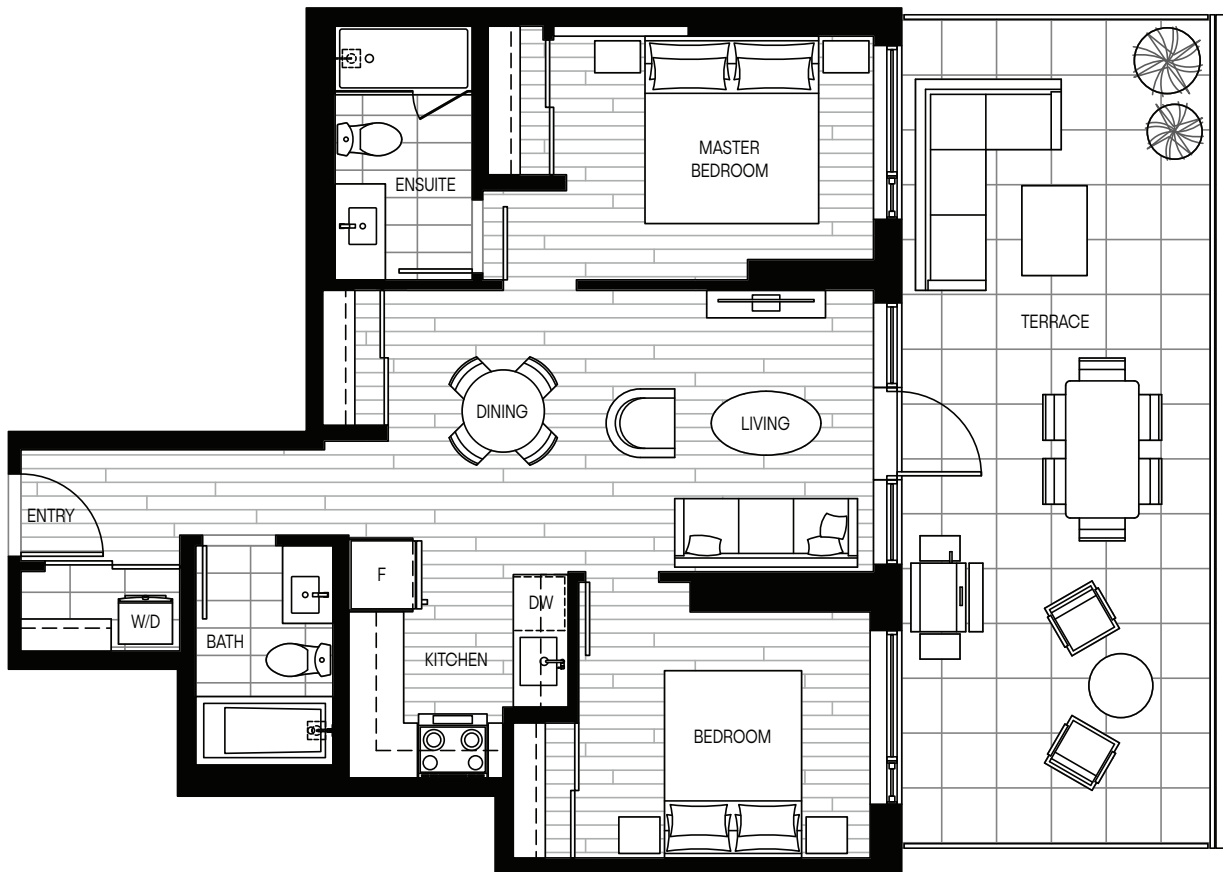 MASTER
BEDROOM
ENSUITE
TERRACE
DINING
LIVING
ENTRY
F
W/D
DW
BATH
KITCHEN
BEDROOM